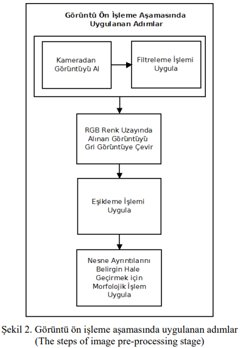 Görüntü Ön İşleme Aşamasında
Uygulanan Adımlar
Kameradan
Görüntüyü Al
Filtreleme İşlemi
Uygula
RGB Renk Uzayında
Alınan Görüntüyü
Gri Görüntüye Çevir
Eşikleme İşlemi
Uygula
Nesne Ayrıntılarını
Belirgin Hale
Geçirmek için
Morfolojik İşlem
Uygula
Şekil 2. Görüntü ön işleme aşamasında uygulanan adımlar
(The steps of image pre-processing stage)